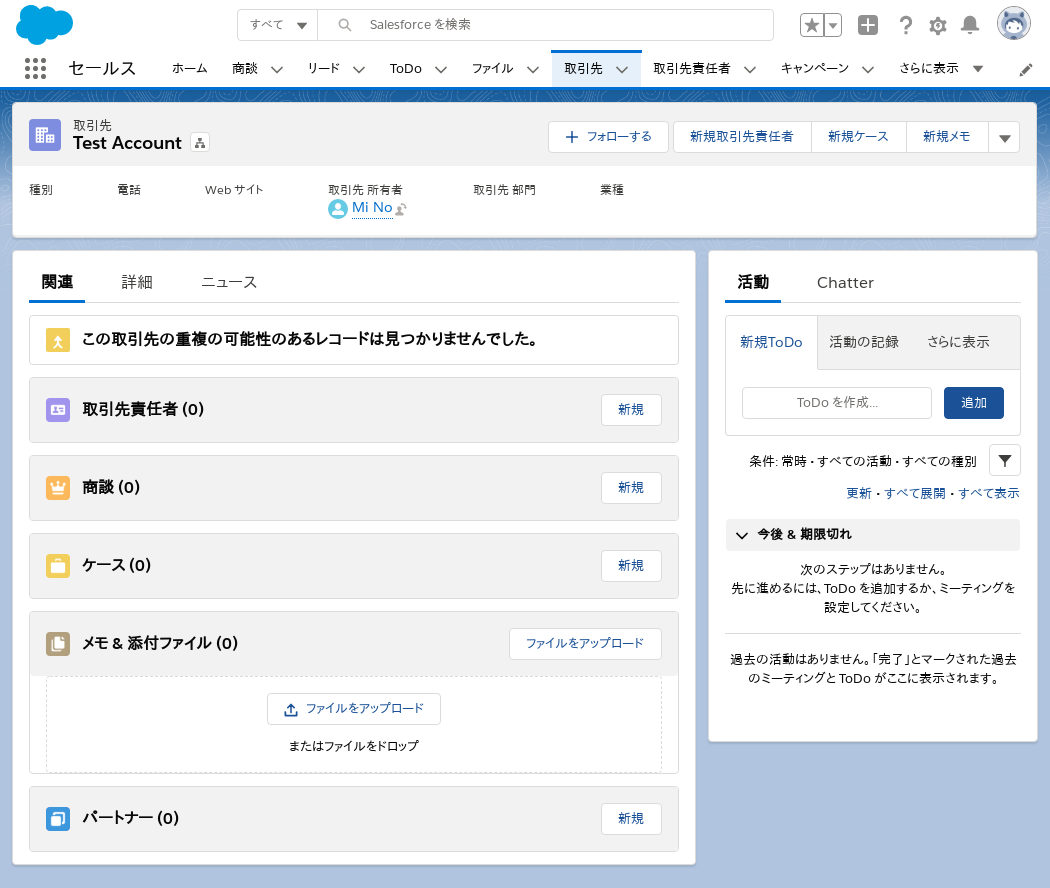 すべて Salesforce を検索
セールス ホーム 商談 リード ToDo ファイル 取引先 取引先責任者 キャンペーン さらに表示
取引先
Test Account
フォローする 新規取引先責任者 新規ケース 新規メモ
種別 電話 Web サイト 取引先 所有者 取引先 部門 業種
Mi No
関連 詳細 ニュース
この取引先の重複の可能性のあるレコードは見つかりませんでした。
取引先責任者 (0) 新規
商談 (0) 新規
ケース (0) 新規
メモ & 添付ファイル (0) ファイルをアップロード
ファイルをアップロード
またはファイルをドロップ
パートナー (0) 新規
活動 Chatter
新規ToDo 活動の記録 さらに表示
ToDo を作成... 追加
条件: 常時 • すべての活動 • すべての種別
更新 • すべて展開 • すべて表示
今後 & 期限切れ
次のステップはありません。
先に進めるには、ToDo を追加するか、ミーティングを
設定してください。
過去の活動はありません。「完了」とマークされた過去
のミーティングと ToDo がここに表示されます。